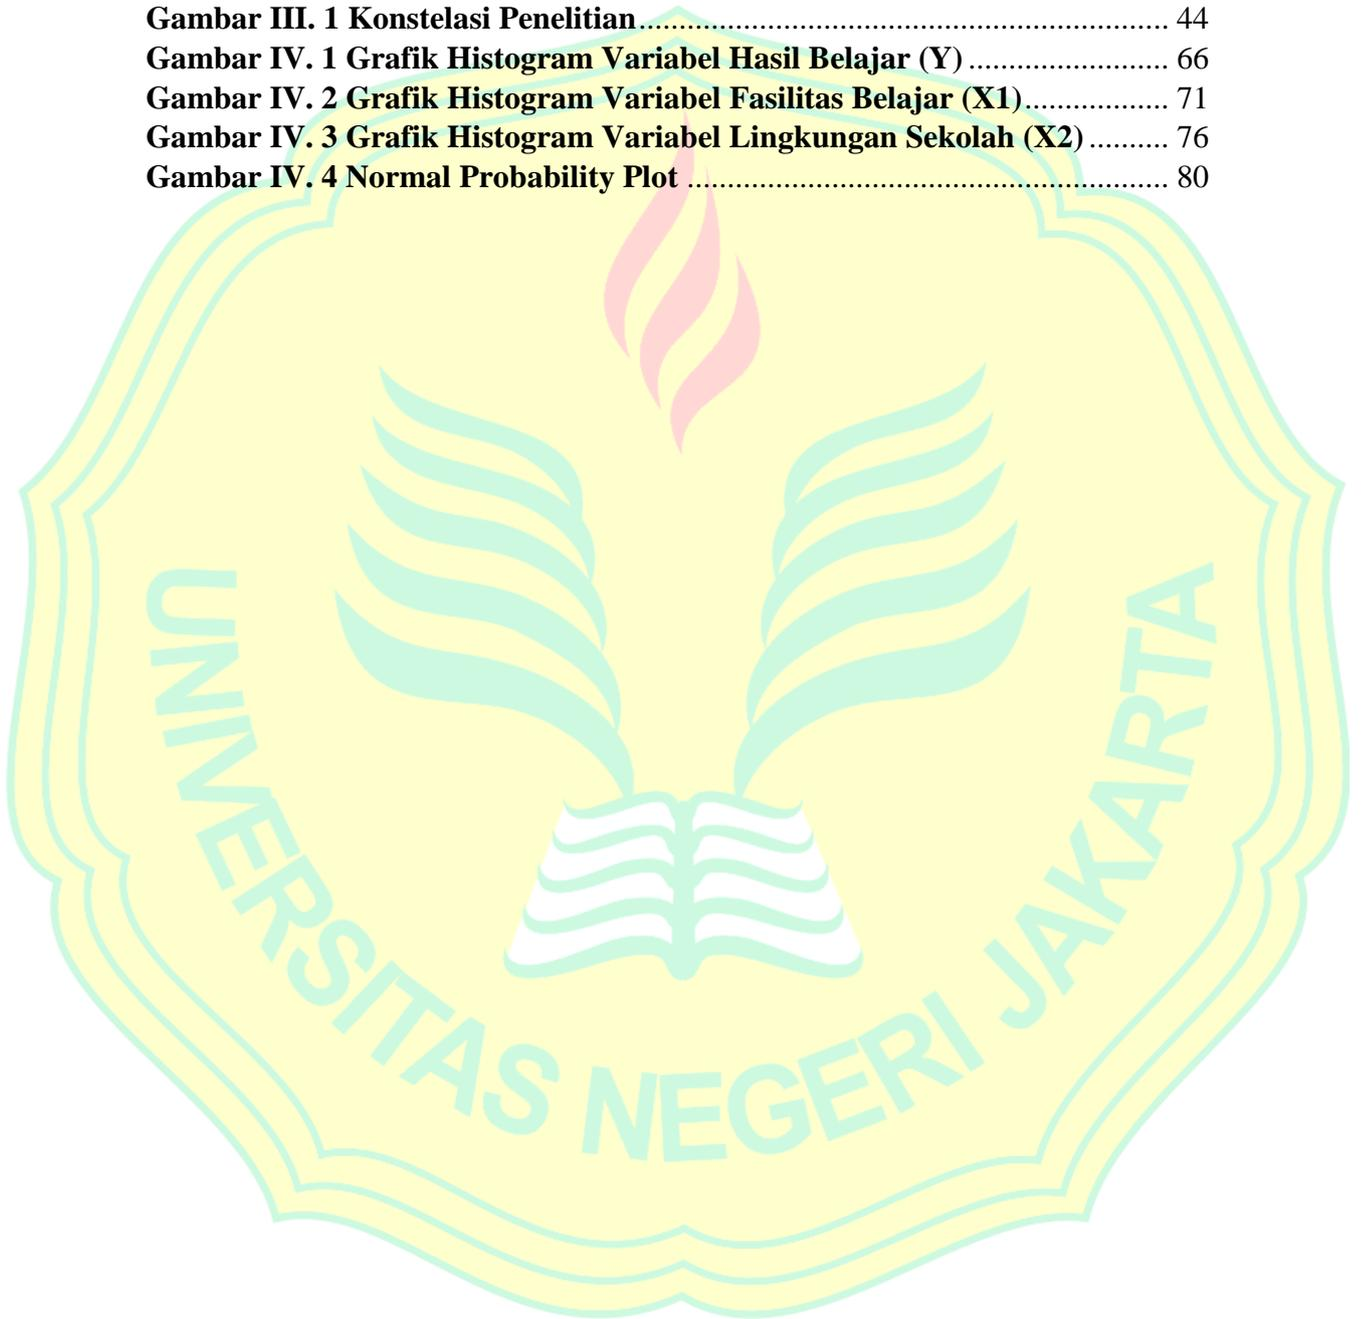 Gambar III. 1 Konstelasi Penelitian.................................................................. 44
Gambar IV. 1 Grafik Histogram Variabel Hasil Belajar (Y) ......................... 66
Gambar IV. 2 Grafik Histogram Variabel Fasilitas Belajar (X1).................. 71
Gambar IV. 3 Grafik Histogram Variabel Lingkungan Sekolah (X2) .......... 76
Gambar IV. 4 Normal Probability Plot ............................................................ 80
UNIVERSITAS NEGERI JAKARTA